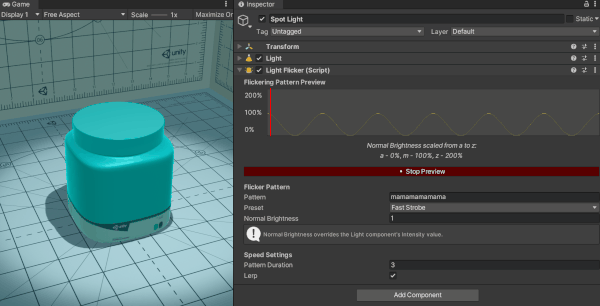 Game
Display 1 Free Aspect Scale 1x Maximize On
unity
Inspector
Spot Light Static
Tag Untagged Layer Default
Transform
Light
Light Flicker (Script)
Flickering Pattern Preview
200%
100%
0%
Normal Brightness scaled from a to z:
a - 0%, m - 100%, z - 200%
• Stop Preview
Flicker Pattern
Pattern mamamamamama
Preset Fast Strobe
Normal Brightness 1
Normal Brightness overrides the Light component's Intensity value.
Speed Settings
Pattern Duration 3
Lerp
Add Component